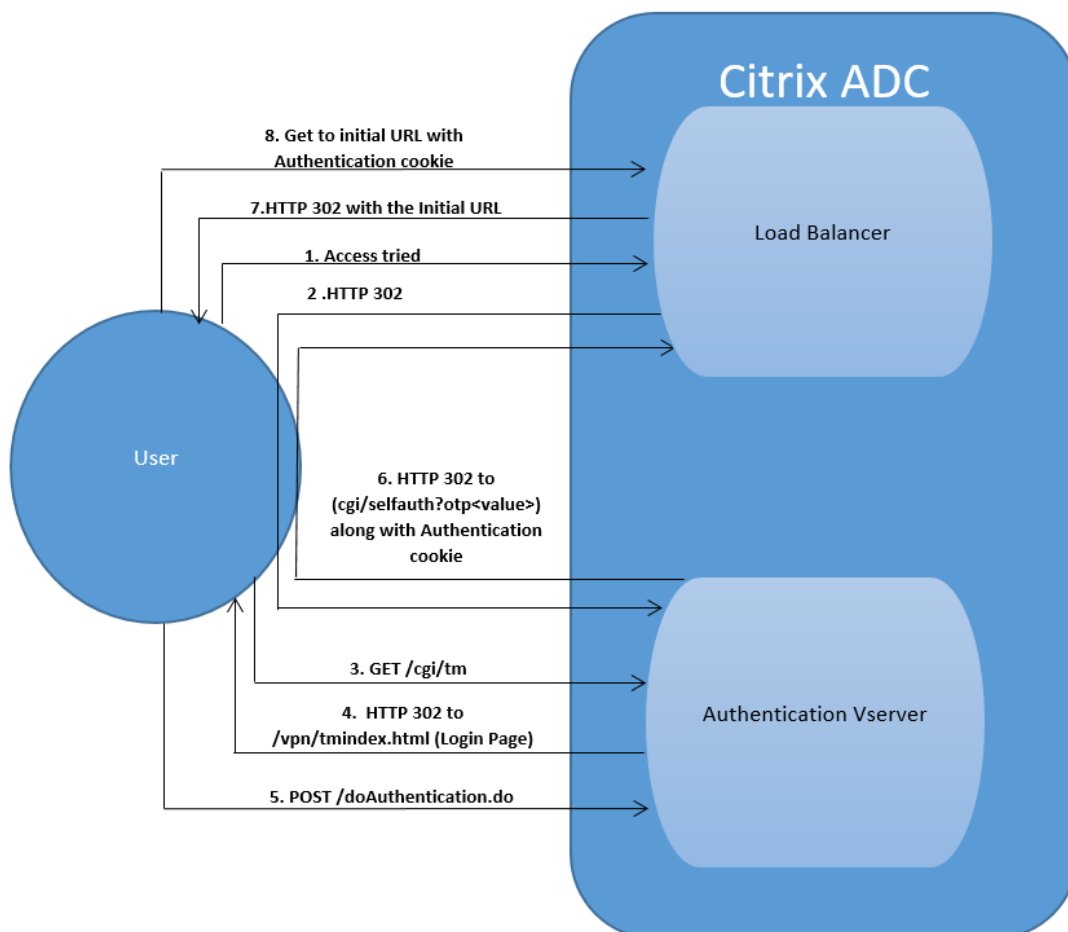 Citrix ADC
8. Get to initial URL with
Authentication cookie
7.HTTP 302 with the Initial URL
Load Balancer
1. Access tried
2 .HTTP 302
User
6. HTTP 302 to
(cgi/selfauth?otp<value>)
along with Authentication
cookie
3. GET /cgi/tm
4. HTTP 302 to
/vpn/tmindex.html (Login Page)
Authentication Vserver
5. POST /doAuthentication.do